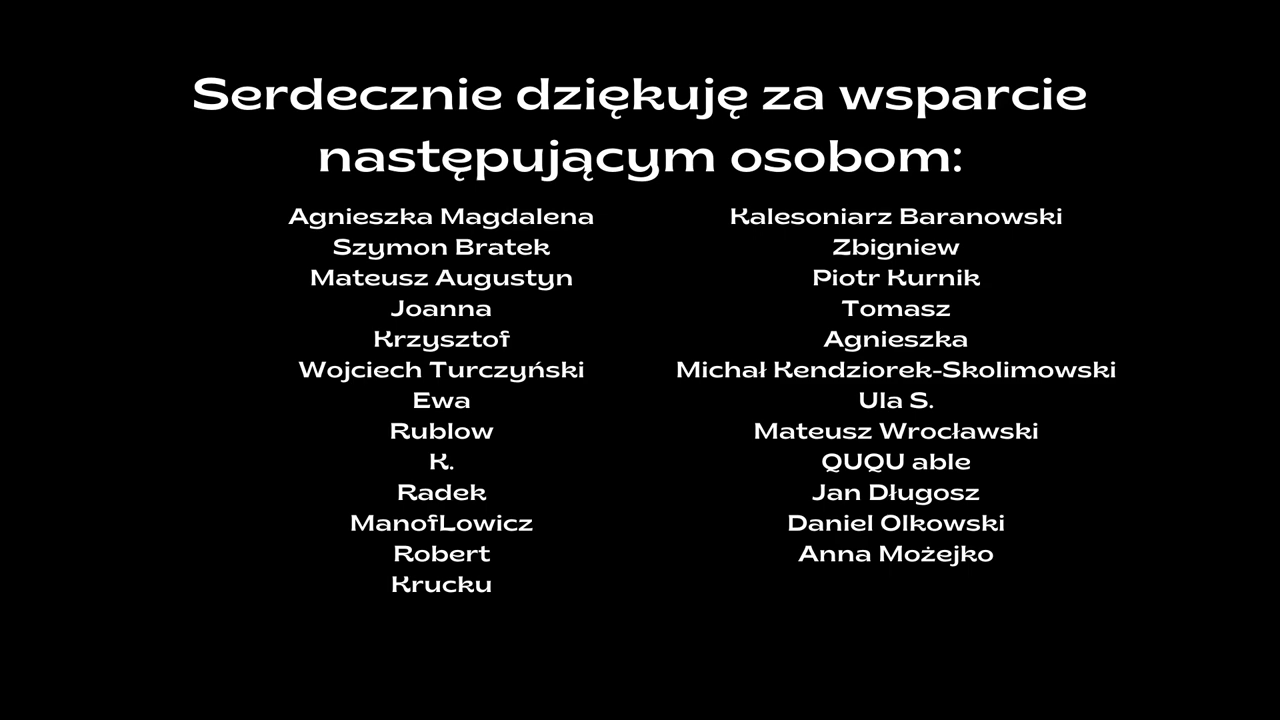 Serdecznie dziękuję za wsparcie
następującym osobom:
Agnieszka Magdalena
Szymon Bratek
Mateusz Augustyn
Joanna
Krzysztof
Wojciech Turczyński
Ewa
Rublow
K.
Radek
ManofLowicz
Robert
Krucku
Kalesoniarz Baranowski
Zbigniew
Piotr Kurnik
Tomasz
Agnieszka
Michał Kendziorek-Skolimowski
Ula S.
Mateusz Wrocławski
QUQU able
Jan Długosz
Daniel Olkowski
Anna Możejko